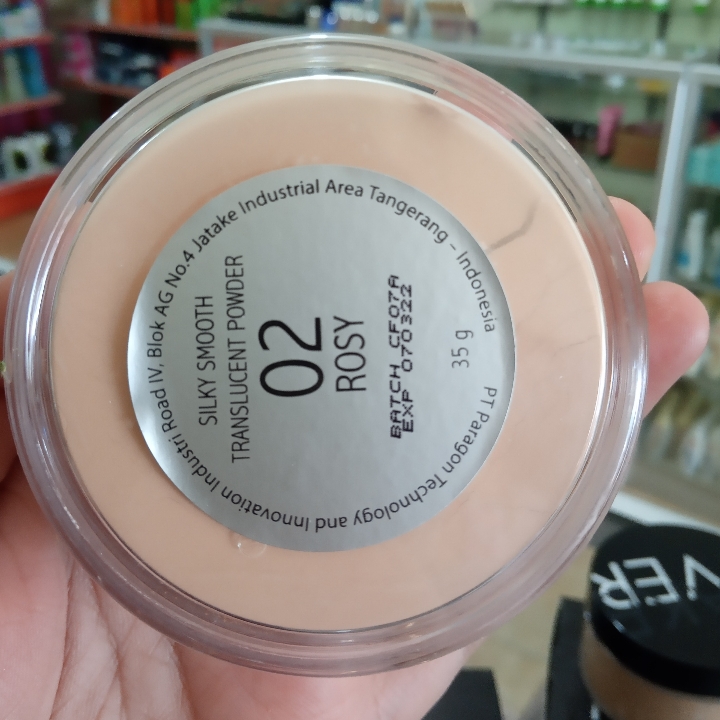 PT Paragon Technology and Innovation Industri Road IV, Blok AG No.4 Jatake Industrial Area Tangerang - Indonesia
SILKY SMOOTH
TRANSLUCENT POWDER
02
ROSY
BATCH CF07A
EXP 070322
35 g
VER